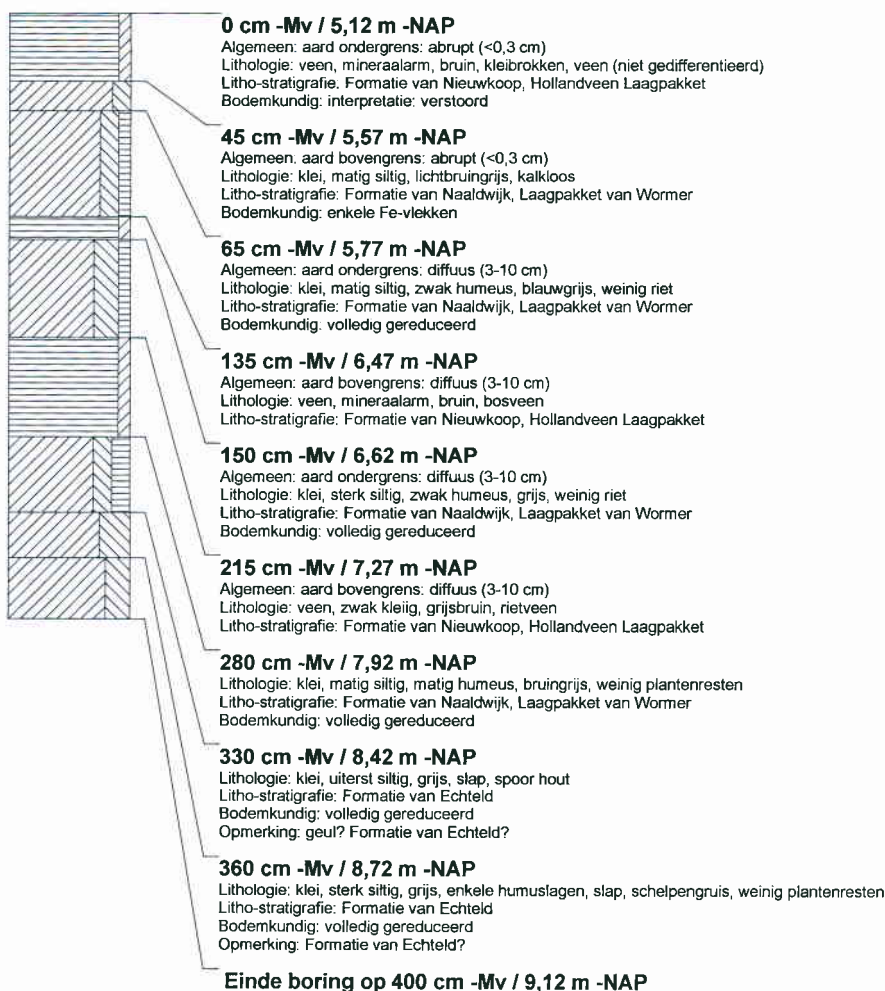 0 cm -Mv / 5,12 m -NAP
Algemeen: aard ondergrens: abrupt (<0,3 cm)
Lithologie: veen, mineraalarm, bruin, kleibrokken, veen (niet gedifferentieerd)
Litho-stratigrafie. Formatie van Nieuwkoop, Hollandveen Laagpakket
Bodemkundig: interpretatie: verstoord
45 cm -Mv / 5,57 m -NAP
Algemeen: aard bovengrens: abrupt (<0,3 cm)
Lithologie: klei, matig siltig, lichtbruingrijs, kalkloos
Litho-stratigrafie: Formatie van Naaldwijk, Laagpakket van Wormer
Bodemkundig: enkele Fe-vlekken
65 cm -Mv / 5,77 m -NAP
Algemeen: aard ondergrens: diffuus (3-10 cm)
Lithologie: klei, matig siltig, zwak humeus, blauwgrijs, weinig riet
Litho-stratigrafie: Formatie van Naaldwijk, Laagpakket van Wormer
Bodemkundig. volledig gereduceerd
135 cm -Mv / 6,47 m -NAP
Algemeen: aard bovengrens: diffuus (3-10 cm)
Lithologie: veen, mineraalarm, bruin, bosveen
Litho-stratigrafie: Formatie van Nieuwkoop, Hollandveen Laagpakket
150 cm -Mv / 6,62 m -NAP
Algemeen: aard ondergrens: diffuus (3-10 cm)
Lithologie: klei, sterk siltig, zwak humeus, grijs, weinig riet
Litho-stratigrafie: Formatie van Naaldwijk, Laagpakket van Wormer
Bodemkundig: volledig gereduceerd
215 cm -Mv / 7,27 m -NAP
Algemeen: aard bovengrens: diffuus (3-10 cm)
Lithologie: veen, zwak kleiig, grijsbruin, rietveen
Litho-stratigrafie: Formatie van Nieuwkoop, Hollandveen Laagpakket
280 cm -Mv / 7,92 m -NAP
Lithologie: klei, matig siltig, matig humeus, bruingrijs, weinig plantenresten
Litho-stratigrafie: Formatie van Naaldwijk, Laagpakket van Wormer
Bodemkundig: volledig gereduceerd
330 cm -Mv / 8,42 m -NAP
Lithologie: klei, uiterst siltig, grijs, slap, spoor hout
Litho-stratigrafie: Formatie van Echteld
Bodemkundig: volledig gereduceerd
Opmerking: geul? Formatie van Echteld?
360 cm -Mv / 8,72 m -NAP
Lithologie: klei, sterk siltig, grijs, enkele humuslagen, slap, schelpengruis, weinig plantenresten
Litho-stratigrafie: Formatie van Echteld
Bodemkundig: volledig gereduceerd
Opmerking: Formatie van Echteld?
Einde boring op 400 cm -Mv / 9,12 m -NAP